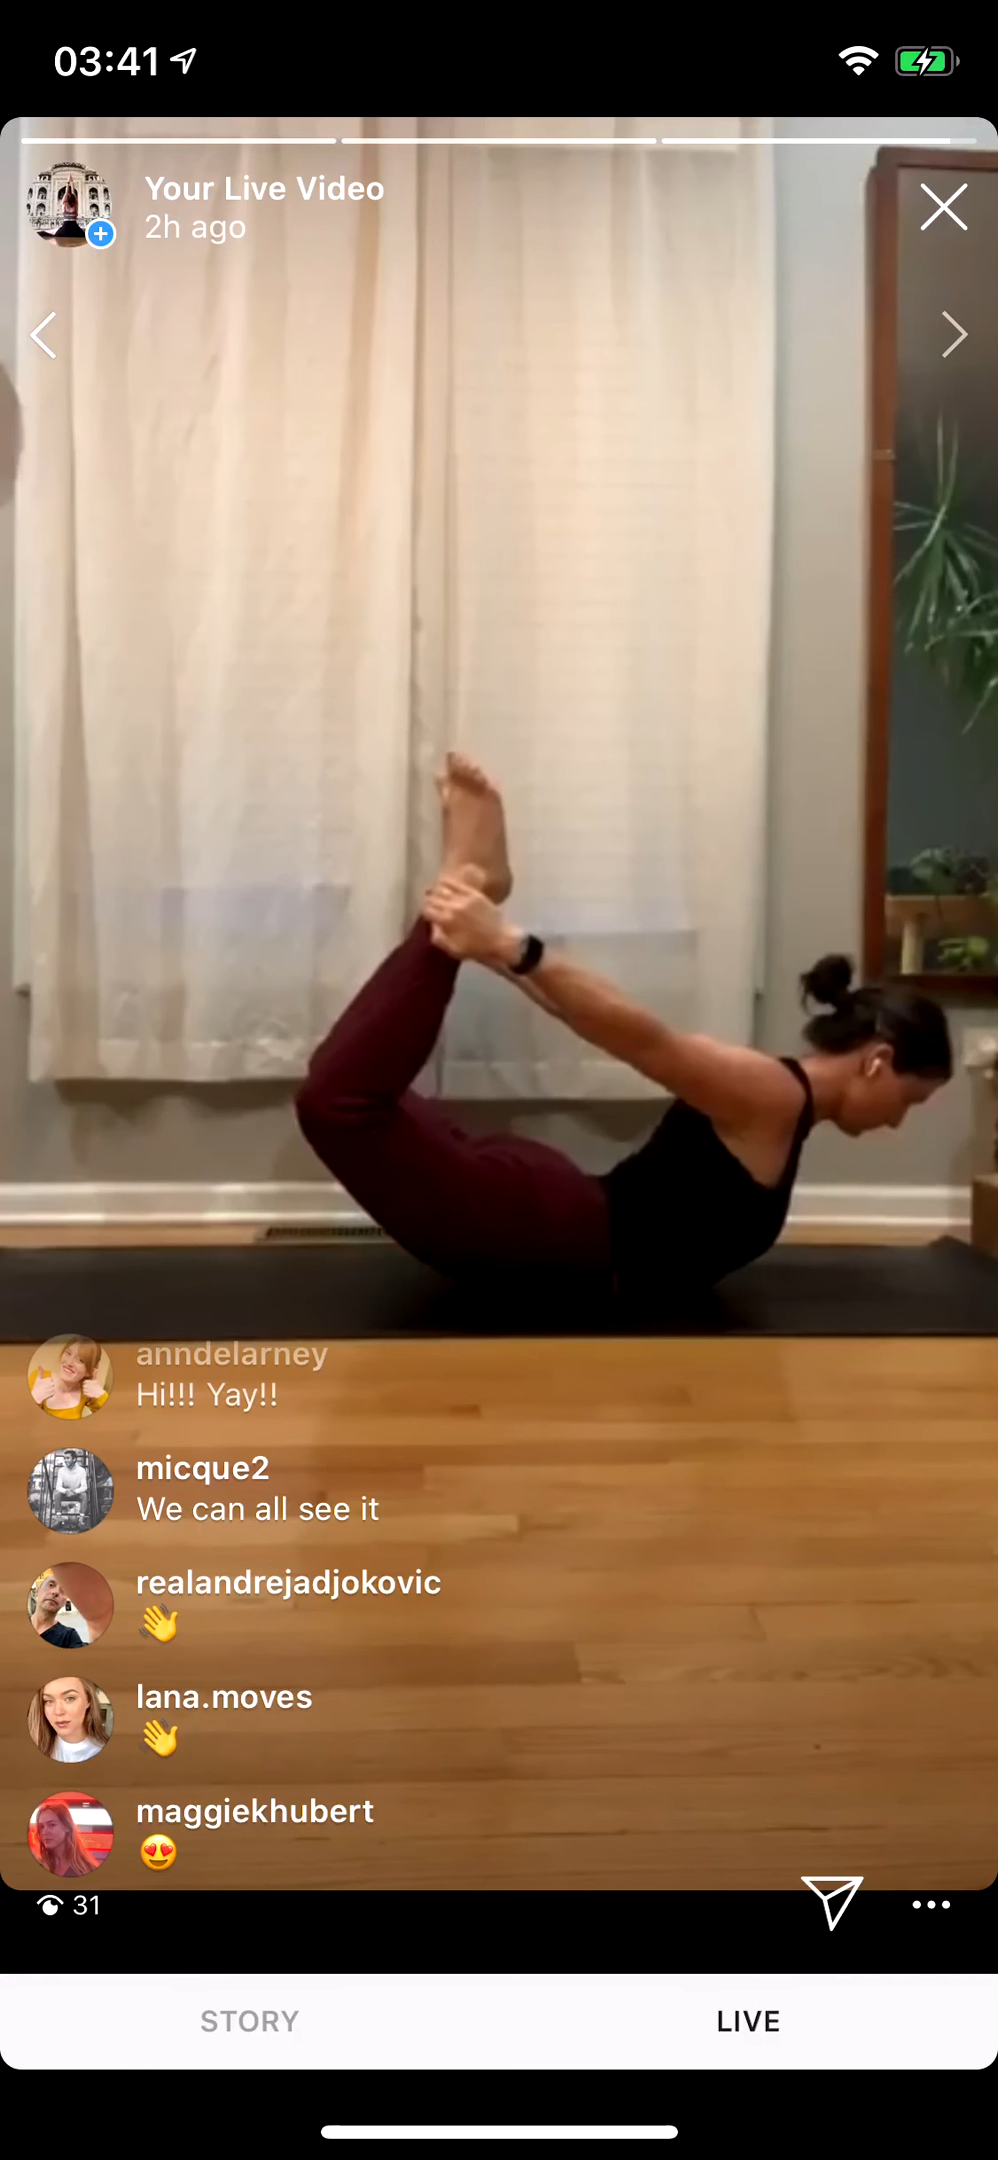 03:41
Your Live Video
2h ago
anndelarney
Hi!!! Yay!!
micque2
We can all see it
realandrejadjokovic
👋
lana.moves
👋
maggiekhubert
😍
31
STORY
LIVE